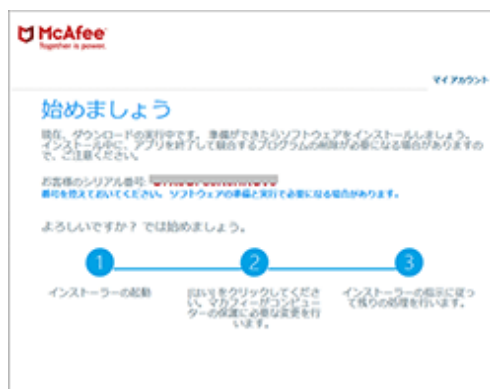 McAfee
Together is power.
マイ アカウント
始めましょう
現在、ダウンロードの実行中です。準備ができたらソフトウェアをインストールしましょう。
インストール中に、アプリを終了して競合するプログラムの削除が必要になる場合がありますの
で、ご注意ください。
お客様のシリアル番号:
番号を控えておいてください。ソフトウェアの準備と実行で必要になる場合があります。
よろしいですか? では始めましょう。
1
2
3
インストーラーの起動
[はい] をクリックしてくださ
い。マカフィーがコンピュー
ターの保護に必要な変更を行
います。
インストーラーの指示に従っ
て残りの処理を行います。